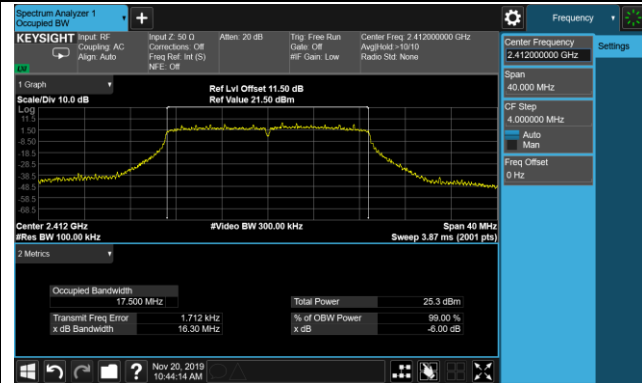 Spectrum Analyzer 1
Occupied BW
Frequency
KEYSIGHT
Input: RF
Coupling: AC
Align: Auto
Input Z: 50 Ω
Corrections: Off
Freq Ref: Int (S)
NFE: Off
Atten: 20 dB
Trig: Free Run
Gate: Off
#IF Gain: Low
Center Freq: 2.412000000 GHz
Avg|Hold:>10/10
Radio Std: None
LXI
Center Frequency
2.412000000 GHz
Settings
Span
40.000 MHz
CF Step
4.000000 MHz
Auto
Man
Freq Offset
0 Hz
1 Graph
Scale/Div 10.0 dB
Ref Lvl Offset 11.50 dB
Ref Value 21.50 dBm
Log
11.5
1.50
-8.50
-18.5
-28.5
-38.5
-48.5
-58.5
-68.5
Center 2.412 GHz
#Res BW 100.00 kHz
#Video BW 300.00 kHz
Span 40 MHz
Sweep 3.87 ms (2001 pts)
2 Metrics
Occupied Bandwidth
17.500 MHz
Total Power 25.3 dBm
Transmit Freq Error 1.712 kHz
% of OBW Power 99.00 %
x dB Bandwidth 16.30 MHz
x dB -6.00 dB
?
Nov 20, 2019
10:44:14 AM